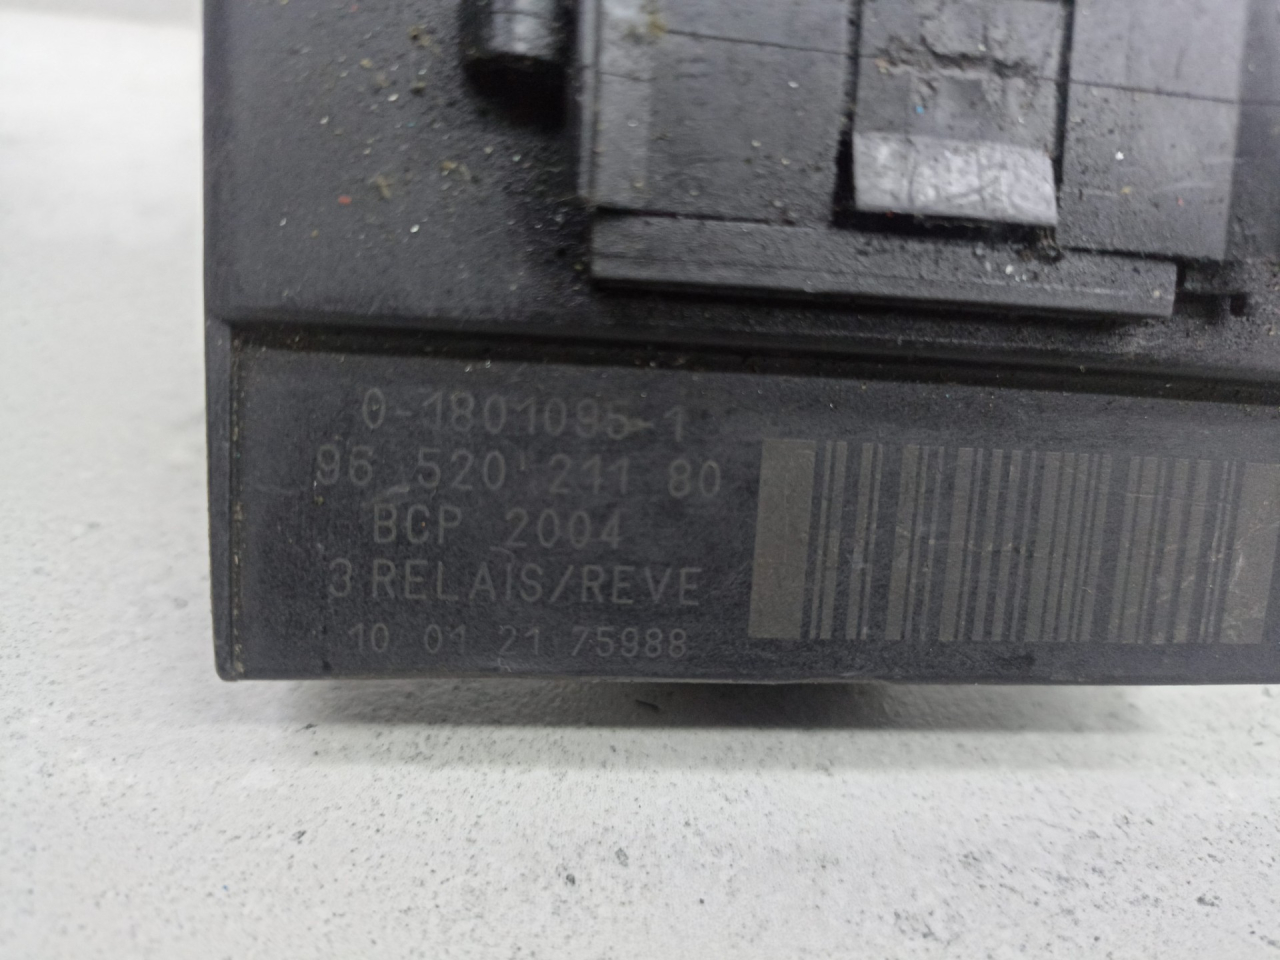 0-1801095-1
96 520 211 80
BCP 2004
3 RELAIS/REVE
10 01 21 75988